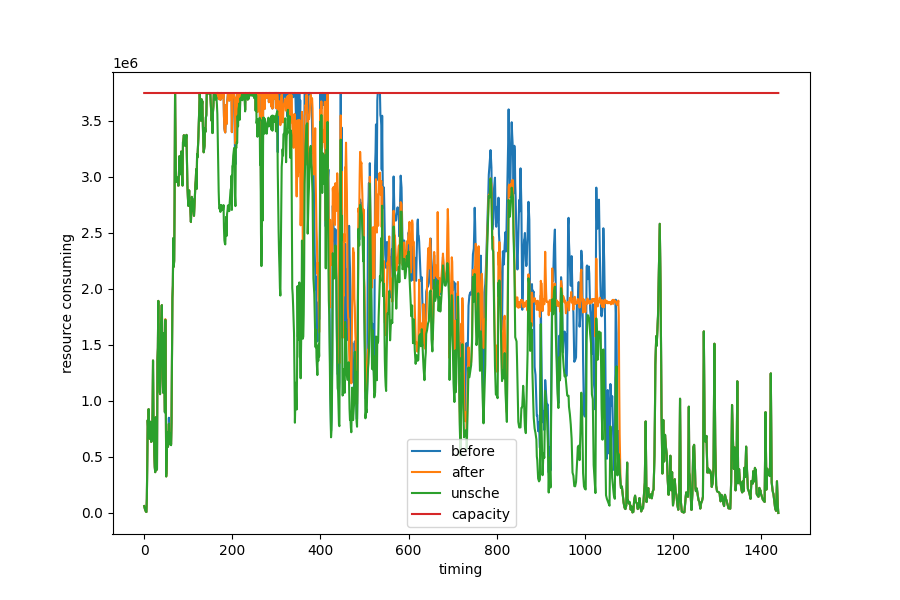 1e6
3.5
3.0
2.5
2.0
1.5
1.0
0.5
0.0
resource consuming
before
after
unsche
capacity
0 200 400 600 800 1000 1200 1400
timing